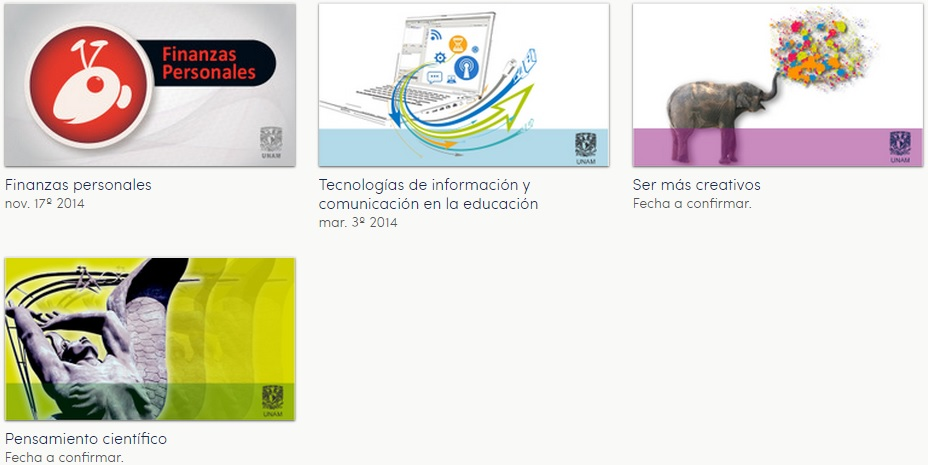 Finanzas
Personales
UNAM
UNAM
UNAM
Finanzas personales
nov. 17º 2014
Tecnologías de información y
comunicación en la educación
mar. 3º 2014
Ser más creativos
Fecha a confirmar.
UNAM
Pensamiento científico
Fecha a confirmar.